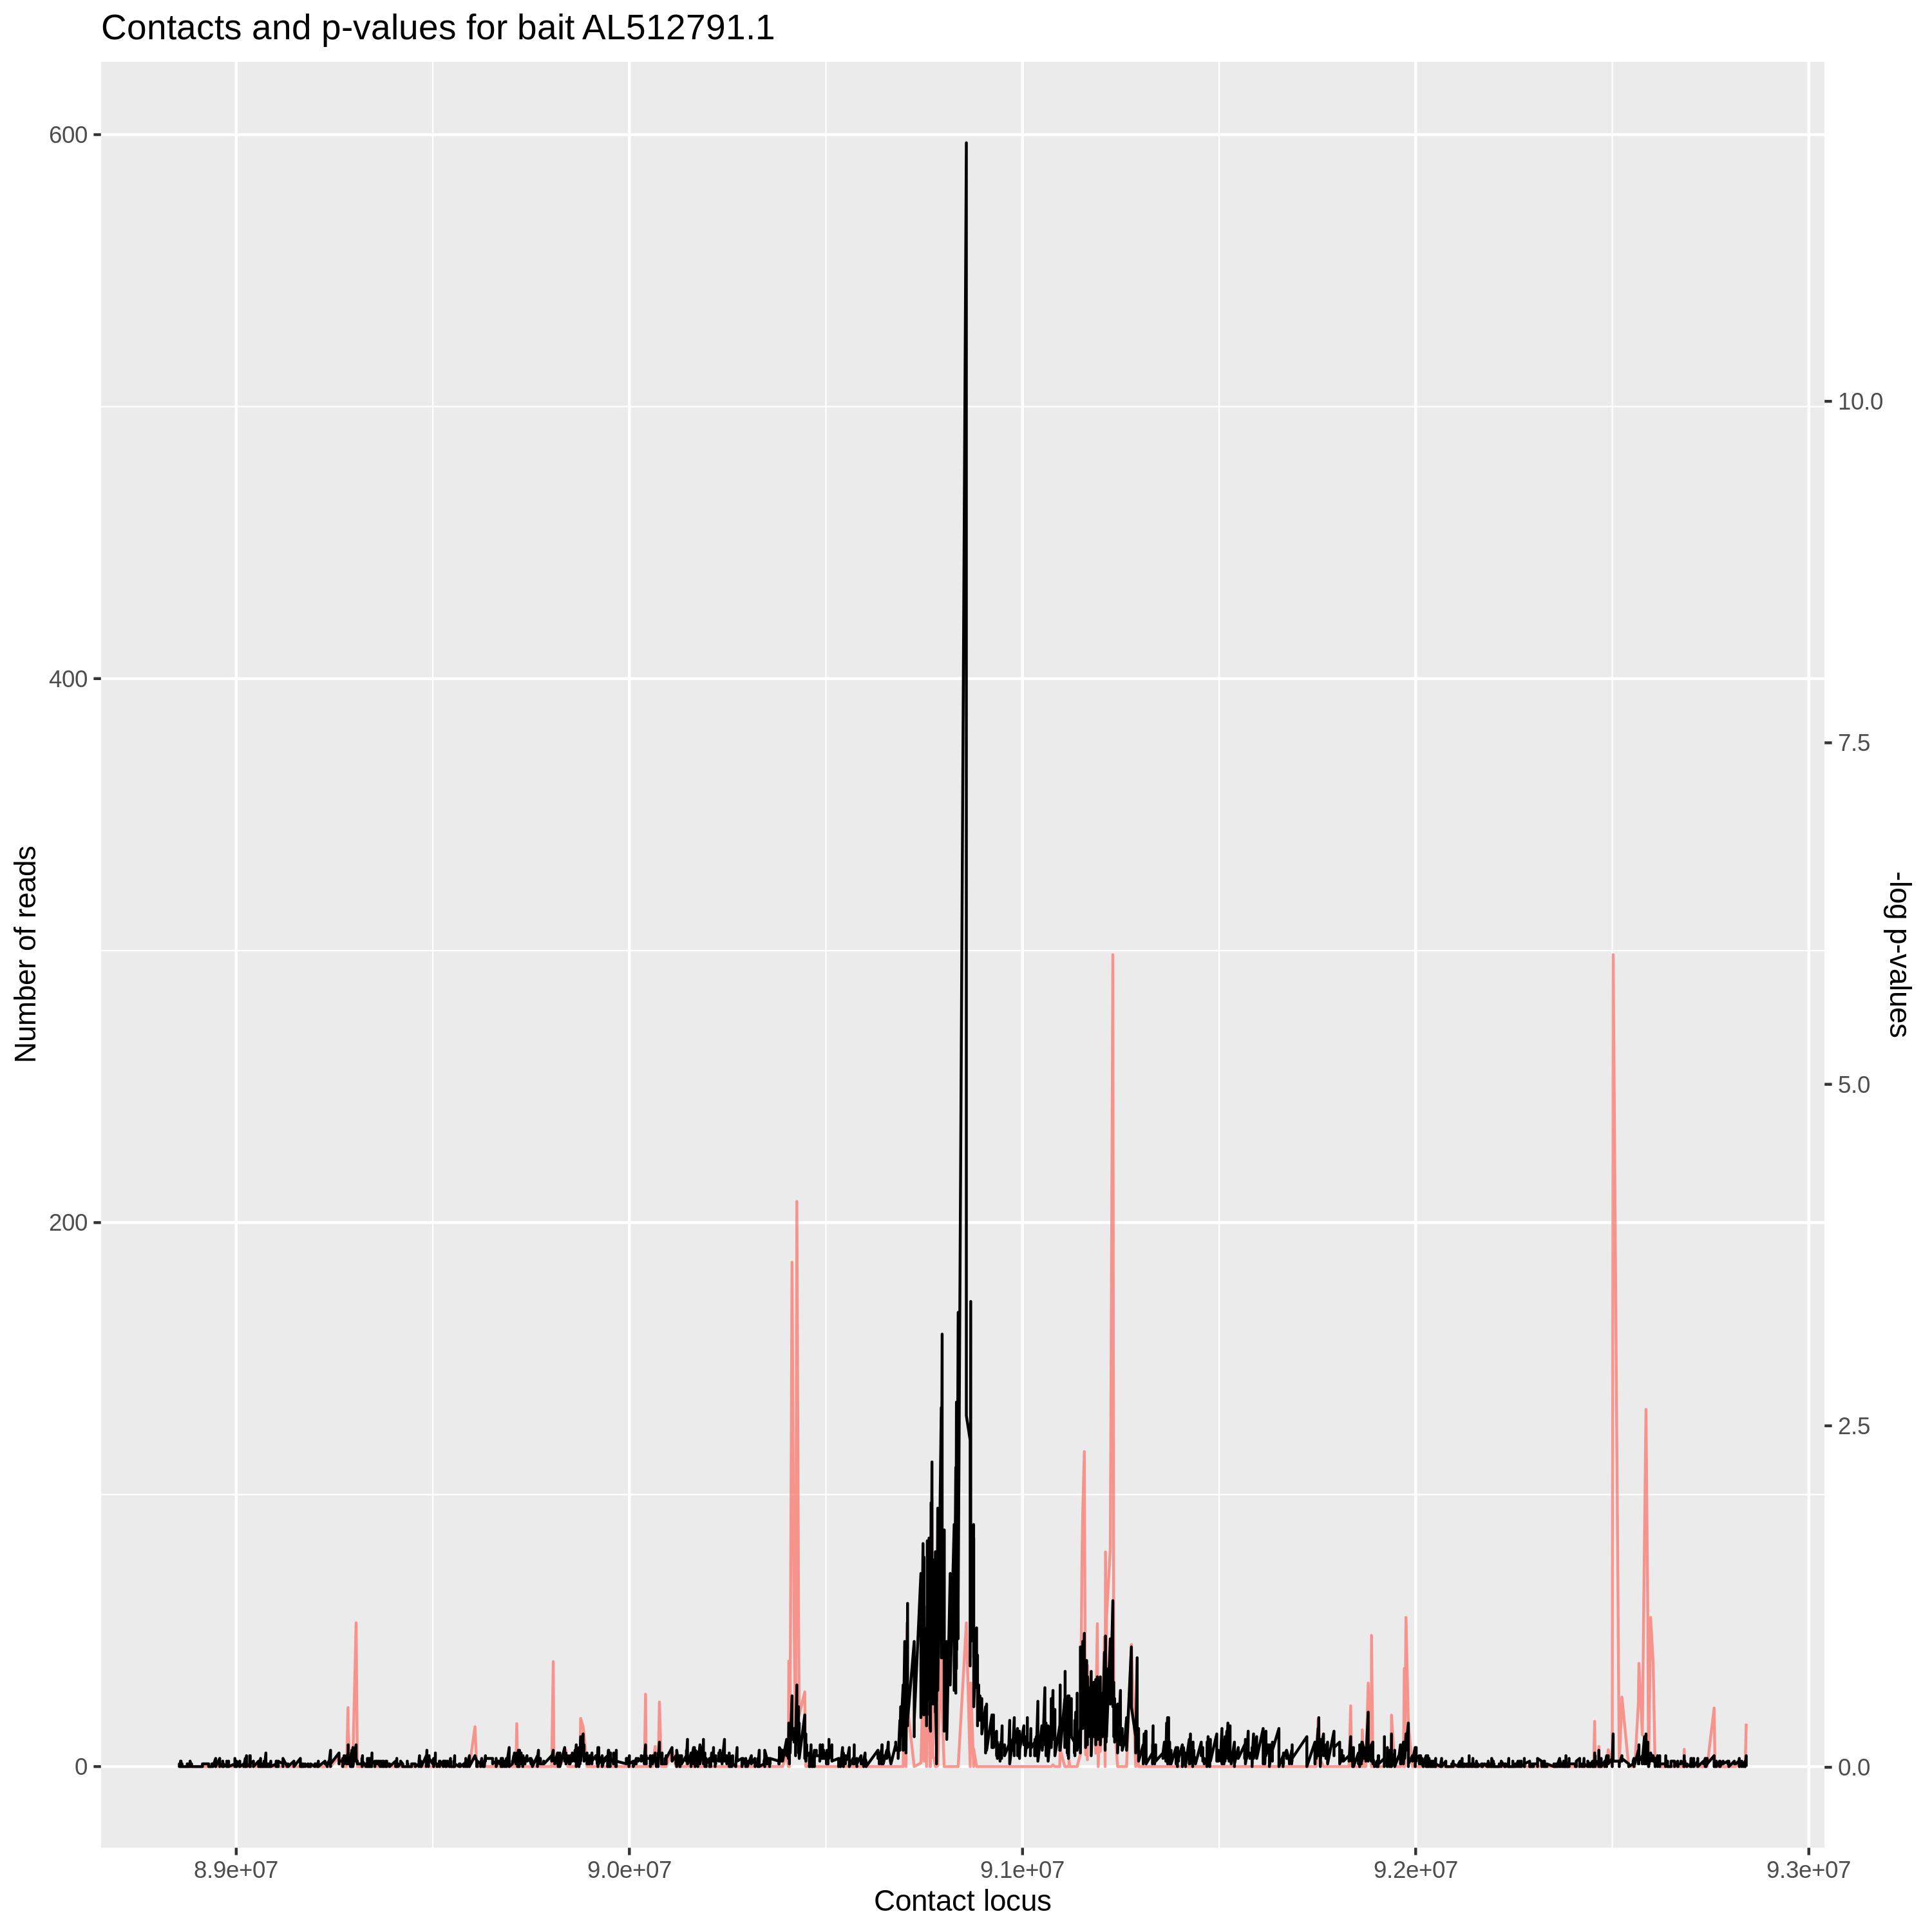 Contacts and p-values for bait AL512791.1
600
400
200
0
Number of reads
10.0
7.5
5.0
2.5
0.0
-log p-values
8.9e+07 9.0e+07 9.1e+07 9.2e+07 9.3e+07
Contact locus